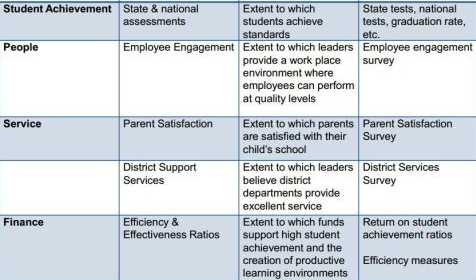 Student Achievement
State & national
assessments
Extent to which
students achieve
standards
State tests, national
tests, graduation rate,
etc.
People
Employee Engagement
Extent to which leaders
provide a work place
environment where
employees can perform
at quality levels
Employee engagement
survey
Service
Parent Satisfaction
Extent to which parents
are satisfied with their
child's school
Parent Satisfaction
Survey
District Support
Services
Extent to which leaders
believe district
departments provide
excellent service
District Services
Survey
Finance
Efficiency &
Effectiveness Ratios
Extent to which funds
support high student
achievement and the
creation of productive
learning environments
Return on student
achievement ratios
Efficiency measures